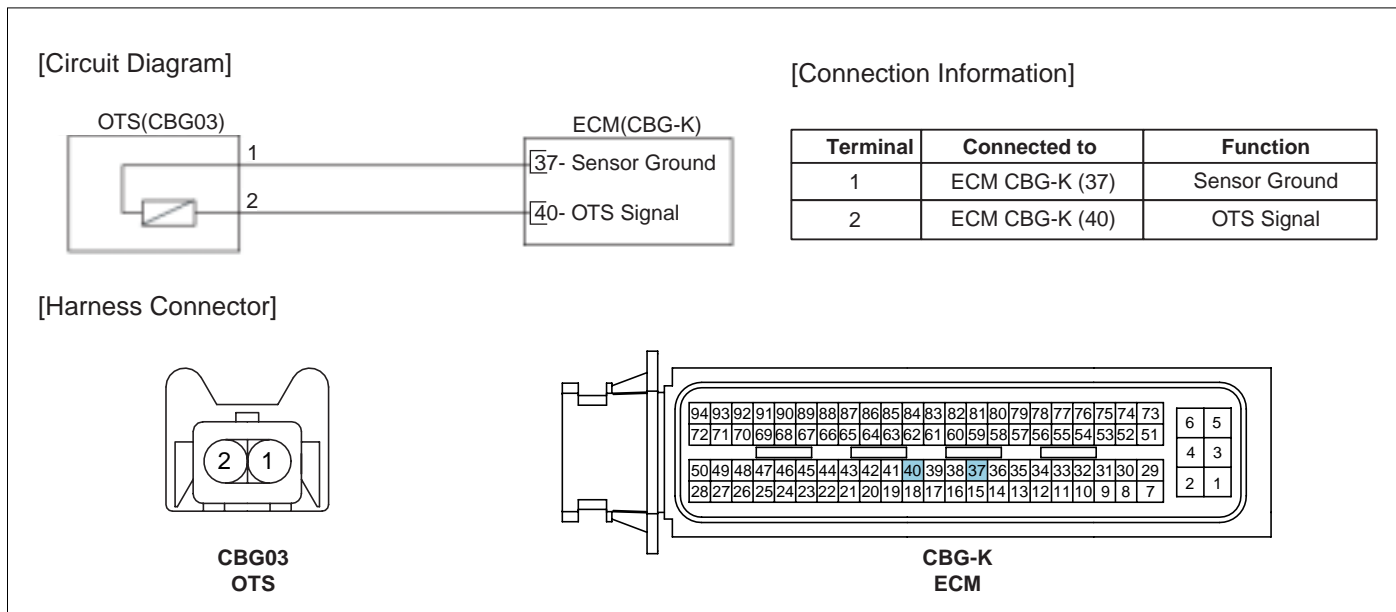 [Circuit Diagram]
OTS(CBG03)
1
2
ECM(CBG-K)
37- Sensor Ground
40- OTS Signal
[Connection Information]
Terminal Connected to Function
1 ECM CBG-K (37) Sensor Ground
2 ECM CBG-K (40) OTS Signal
[Harness Connector]
2 1
CBG03
OTS
94 93 92 91 90 89 88 87 86 85 84 83 82 81 80 79 78 77 76 75 74 73
72 71 70 69 68 67 66 65 64 63 62 61 60 59 58 57 56 55 54 53 52 51
50 49 48 47 46 45 44 43 42 41 40 39 38 37 36 35 34 33 32 31 30 29
28 27 26 25 24 23 22 21 20 19 18 17 16 15 14 13 12 11 10 9 8 7
6 5
4 3
2 1
CBG-K
ECM